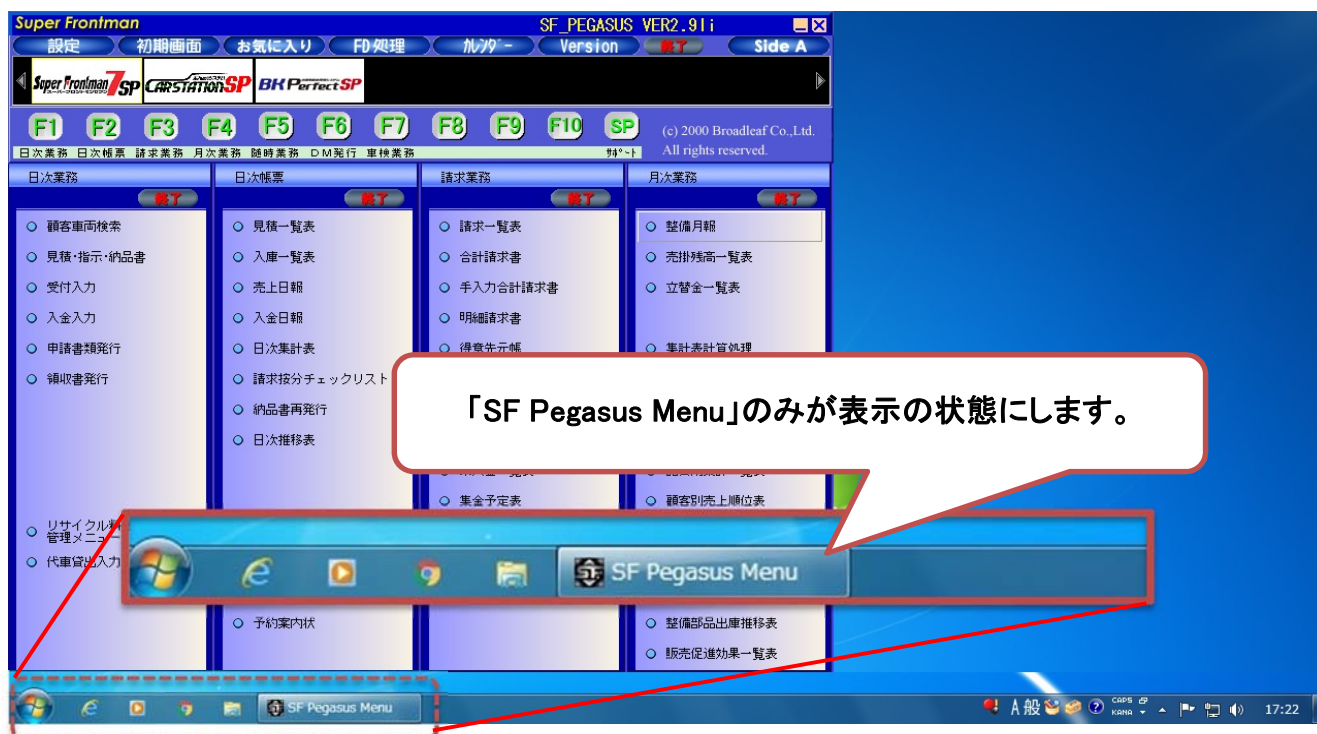 Super Frontman
SF_PEGASUS VER2.91i
設定 初期画面 お気に入り FD処理 ｶﾚﾝﾀﾞｰ Version 終了 Side A
Super Frontman 7 SP CARSTATION SP BK Perfect SP
F1 F2 F3 F4 F5 F6 F7 F8 F9 F10 SP
(c) 2000 Broadleaf Co.,Ltd.
All rights reserved.
日次業務 日次帳票 請求業務 月次業務 随時業務 DM発行 車検業務 ｻﾎﾟｰﾄ
日次業務
終了
顧客車両検索
見積・指示・納品書
受付入力
入金入力
申請書類発行
領収書発行
管理メニュー
代車貸出入力
日次帳票
終了
見積一覧表
入庫一覧表
売上日報
入金日報
日次集計表
請求按分チェックリスト
納品書再発行
日次推移表
予約案内状
請求業務
終了
請求一覧表
合計請求書
手入力合計請求書
明細請求書
得意先元帳
集金予定表
月次業務
終了
整備月報
売掛残高一覧表
立替金一覧表
集計表計算処理
顧客別売上順位表
整備部品出庫推移表
販売促進効果一覧表
「SF Pegasus Menu」のみが表示の状態にします。
SF Pegasus Menu
SF Pegasus Menu
A 般 CAPS KANA 17:22